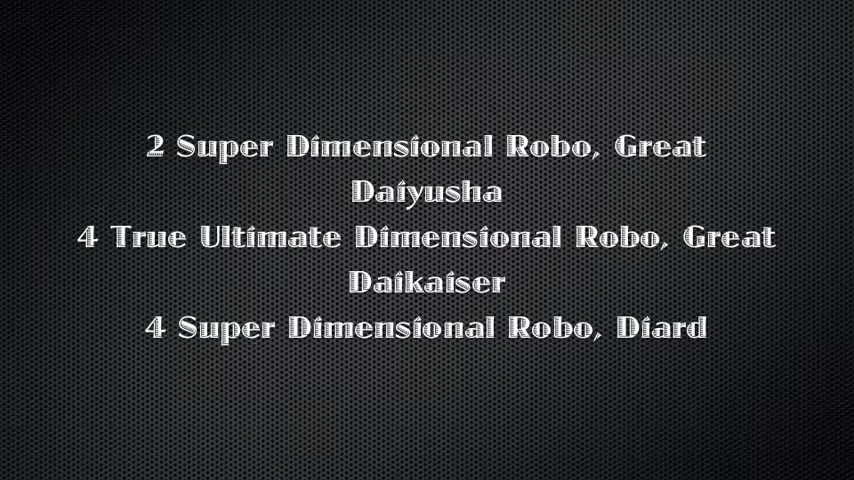 2 Super Dimensional Robo, Great
Daiyusha
4 True Ultimate Dimensional Robo, Great
Daikaiser
4 Super Dimensional Robo, Diard